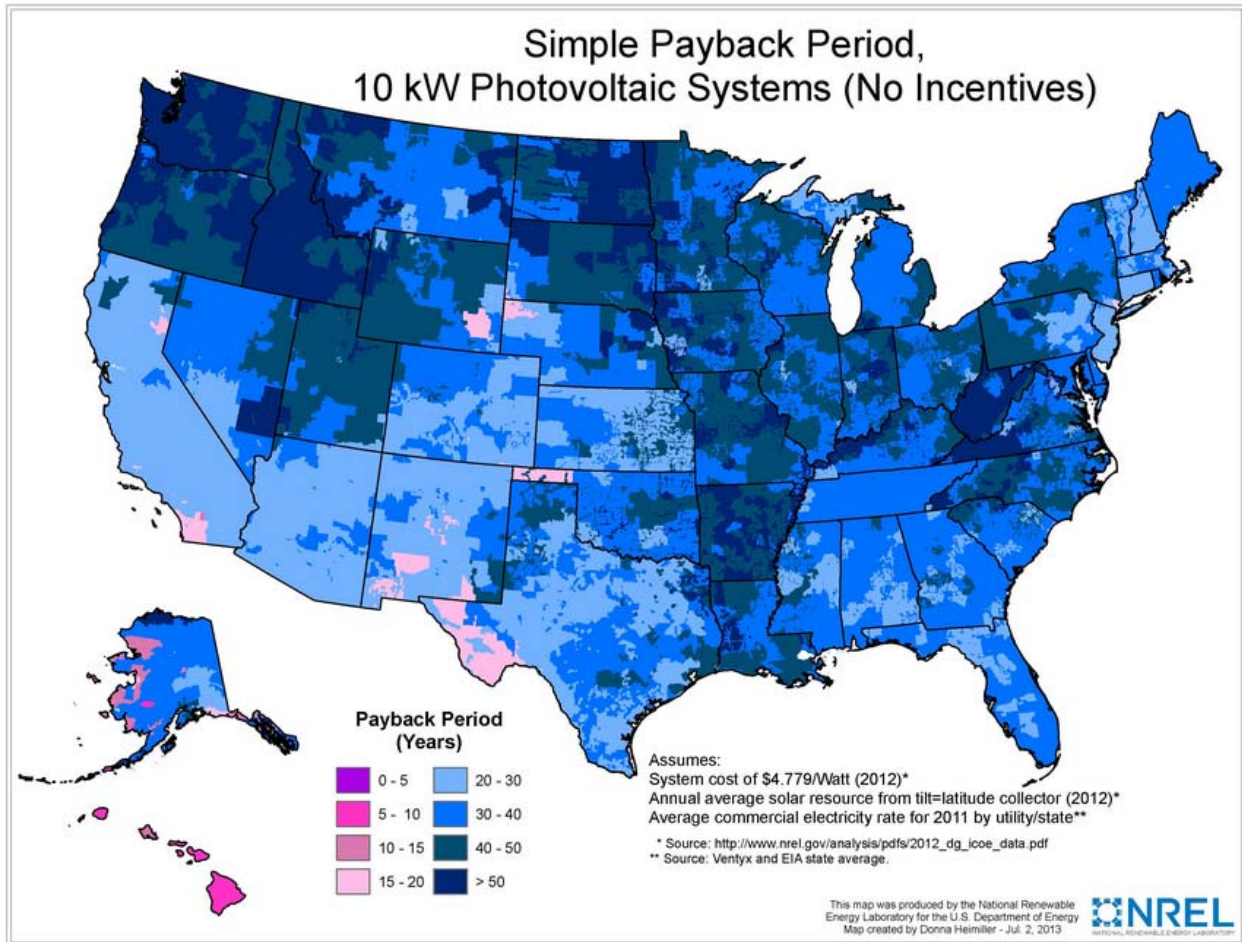 Simple Payback Period,
10 kW Photovoltaic Systems (No Incentives)
Payback Period
(Years)
0 - 5
20 - 30
5 - 10
30 - 40
10 - 15
40 - 50
15 - 20
> 50
Assumes:
System cost of $4.779/Watt (2012)*
Annual average solar resource from tilt=latitude collector (2012)*
Average commercial electricity rate for 2011 by utility/state**
* Source: http://www.nrel.gov/analysis/pdfs/2012_dg_icoe_data.pdf
** Source: Ventyx and EIA state average.
This map was produced by the National Renewable
Energy Laboratory for the U.S. Department of Energy
Map created by Donna Heimiller - Jul. 2, 2013
NREL
NATIONAL RENEWABLE ENERGY LABORATORY